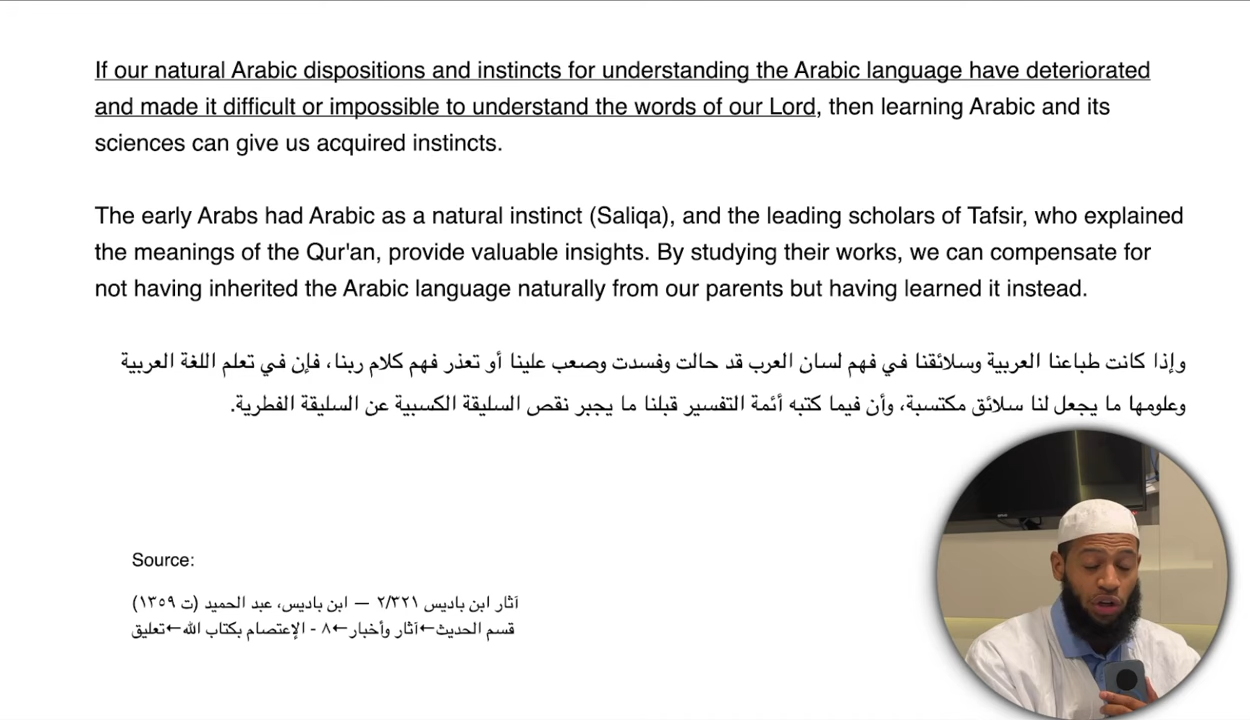 If our natural Arabic dispositions and instincts for understanding the Arabic language have deteriorated
and made it difficult or impossible to understand the words of our Lord, then learning Arabic and its
sciences can give us acquired instincts.
The early Arabs had Arabic as a natural instinct (Saliqa), and the leading scholars of Tafsir, who explained
the meanings of the Qur'an, provide valuable insights. By studying their works, we can compensate for
not having inherited the Arabic language naturally from our parents but having learned it instead.
وإذا كانت طباعنا العربية وسلائقنا في فهم لسان العرب قد حالت وفسدت وصعب علينا أو تعذر فهم كلام ربنا، فإن في تعلم اللغة العربية
وعلومها ما يجعل لنا سلائق مكتسبة، وأن فيما كتبه أئمة التفسير قبلنا ما يجبر نقص السليقة الكسبية عن السليقة الفطرية.
Source:
آثار ابن باديس ٢/٣٢١ — ابن باديس، عبد الحميد (ت ١٣٥٩)
قسم الحديث←آثار وأخبار←٨ - الإعتصام بكتاب الله←تعليق